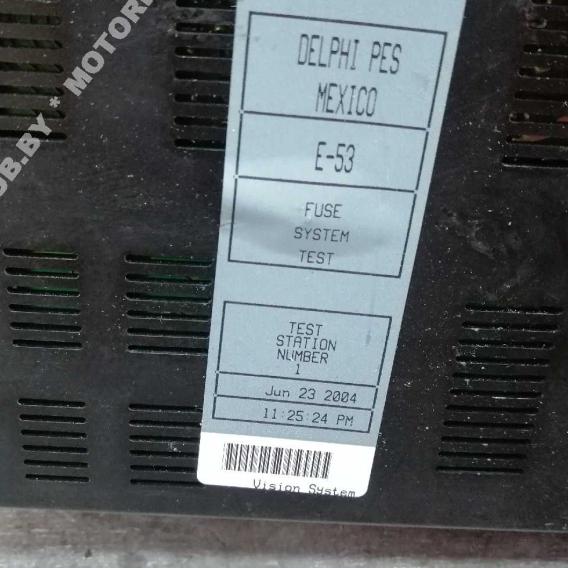 DELPHI PES
MEXICO
E-53
FUSE
SYSTEM
TEST
TEST
STATION
NUMBER
1
Jun 23 2004
11:25:24 PM
Vision System